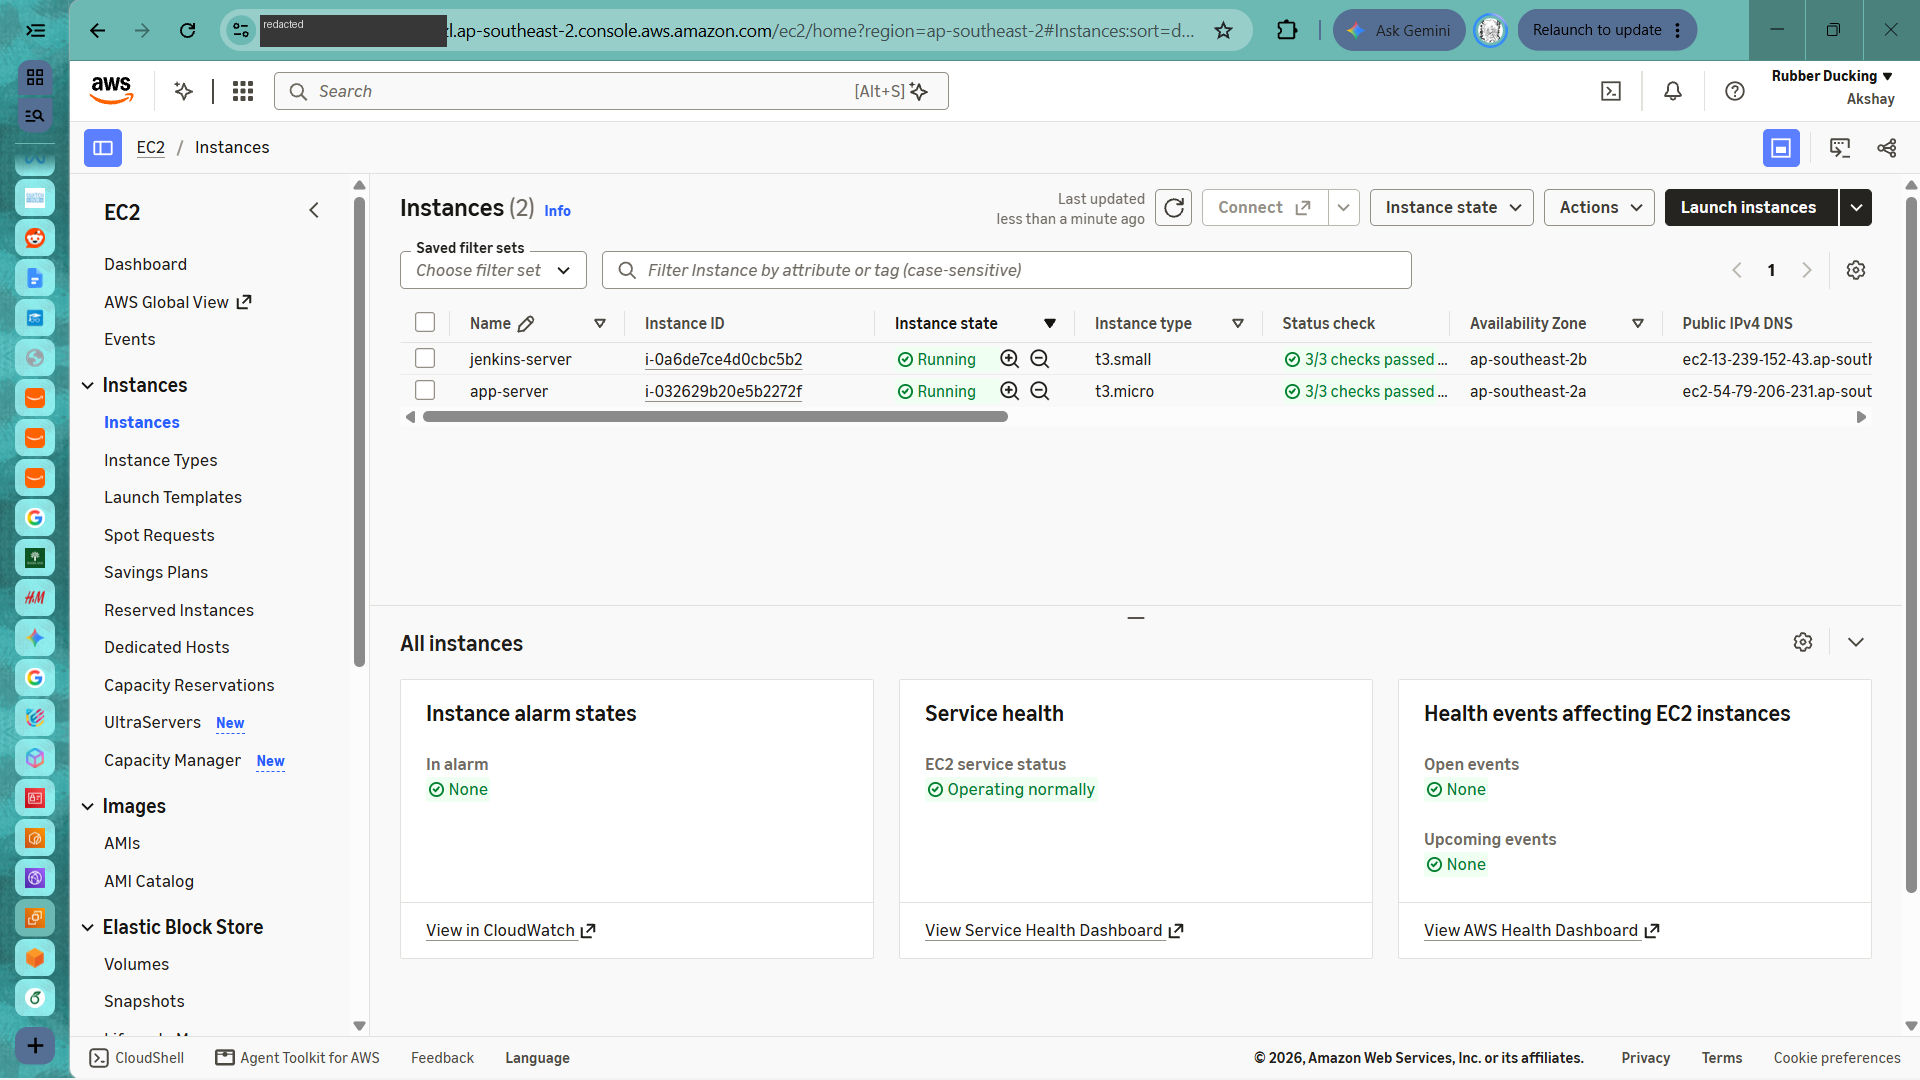 redacted
l.ap-southeast-2.console.aws.amazon.com/ec2/home?region=ap-southeast-2#Instances:sort=d...
Ask Gemini
Relaunch to update
aws
Search
[Alt+S]
Rubber Ducking
Akshay
EC2 / Instances
EC2
Dashboard
AWS Global View
Events
Instances
Instances
Instance Types
Launch Templates
Spot Requests
Savings Plans
Reserved Instances
Dedicated Hosts
Capacity Reservations
UltraServers New
Capacity Manager New
Images
AMIs
AMI Catalog
Elastic Block Store
Volumes
Snapshots
Instances (2) Info
Last updated
less than a minute ago
Connect
Instance state
Actions
Launch instances
Saved filter sets
Choose filter set
Filter Instance by attribute or tag (case-sensitive)
1
Name Instance ID Instance state Instance type Status check Availability Zone Public IPv4 DNS
jenkins-server i-0a6de7ce4d0cbc5b2 Running t3.small 3/3 checks passed ... ap-southeast-2b ec2-13-239-152-43.ap-south
app-server i-032629b20e5b2272f Running t3.micro 3/3 checks passed ... ap-southeast-2a ec2-54-79-206-231.ap-sout
All instances
Instance alarm states
In alarm
None
View in CloudWatch
Service health
EC2 service status
Operating normally
View Service Health Dashboard
Health events affecting EC2 instances
Open events
None
Upcoming events
None
View AWS Health Dashboard
CloudShell
Agent Toolkit for AWS
Feedback
Language
© 2026, Amazon Web Services, Inc. or its affiliates.
Privacy
Terms
Cookie preferences
H&M